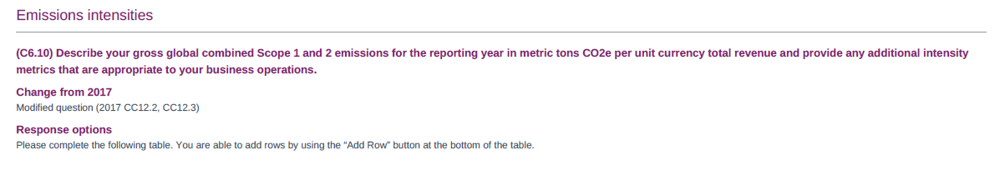 Emissions intensities
(C6.10) Describe your gross global combined Scope 1 and 2 emissions for the reporting year in metric tons CO2e per unit currency total revenue and provide any additional intensity
metrics that are appropriate to your business operations.
Change from 2017
Modified question (2017 CC12.2, CC12.3)
Response options
Please complete the following table. You are able to add rows by using the “Add Row” button at the bottom of the table.